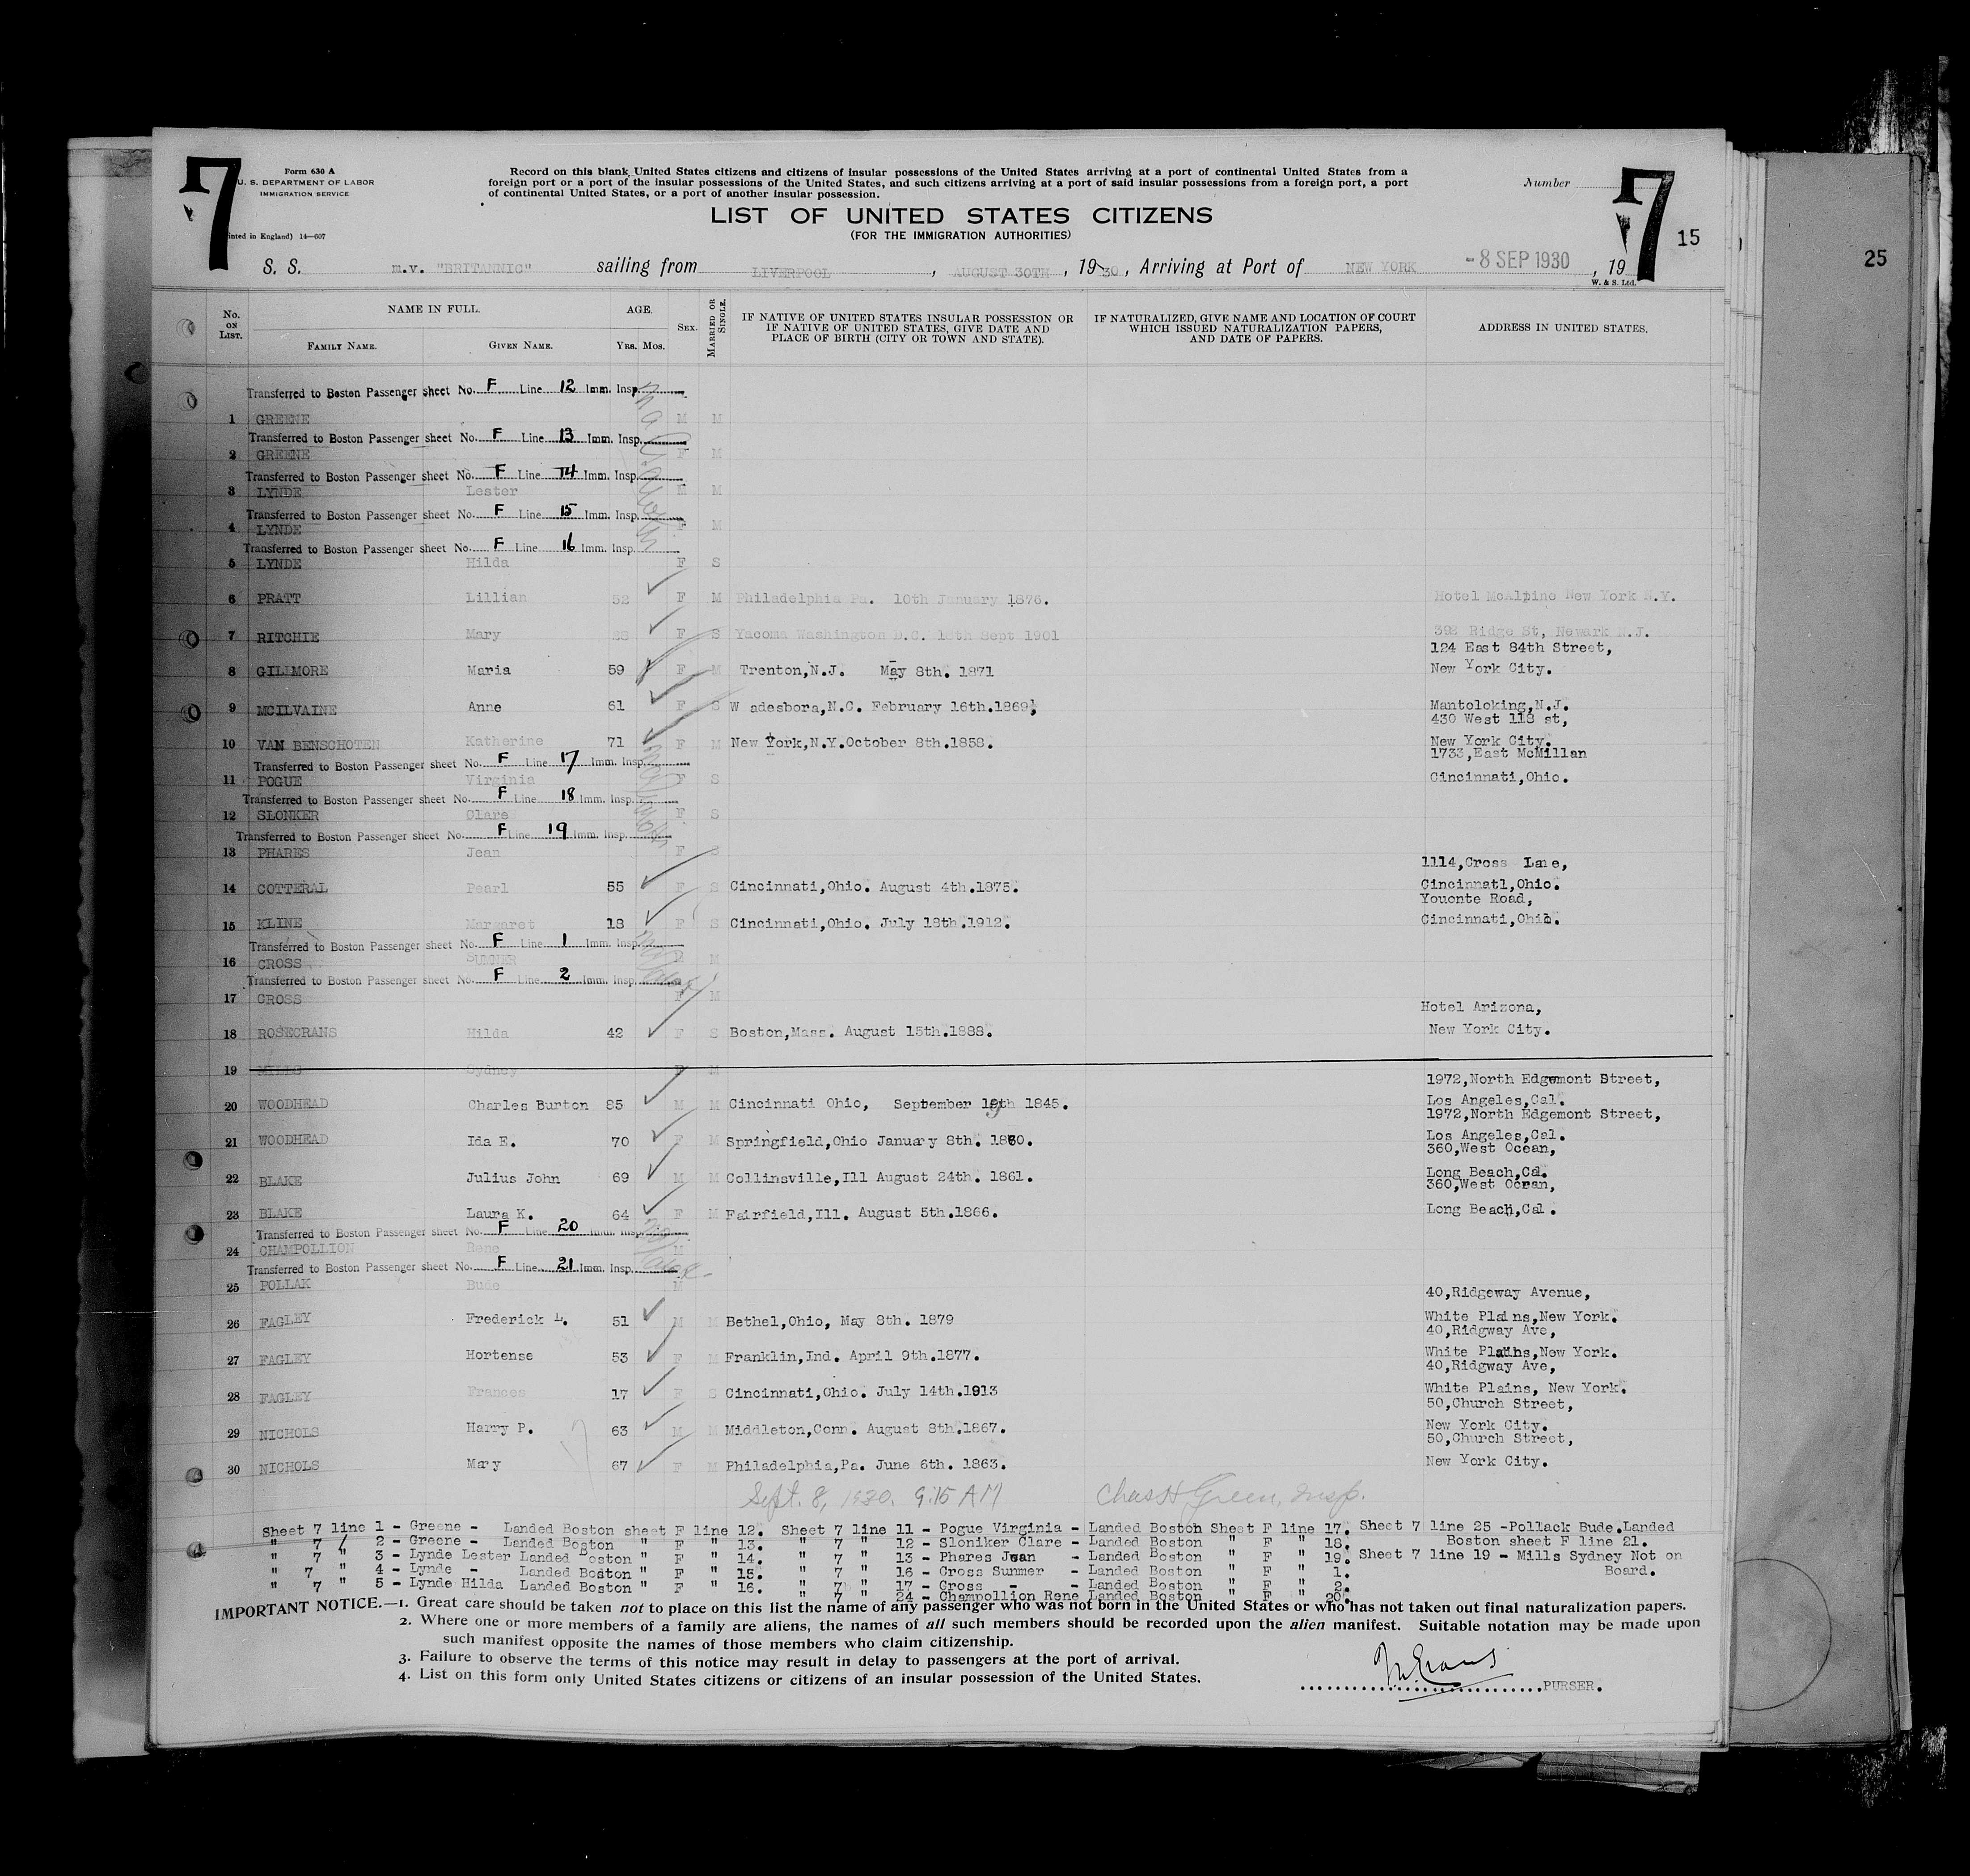 7
Form 630 A
U. S. DEPARTMENT OF LABOR
IMMIGRATION SERVICE
Record on this blank United States citizens and citizens of insular possessions of the United States arriving at a port of continental United States from a
foreign port or a port of the insular possessions of the United States, and such citizens arriving at a port of said insular possessions from a foreign port, a port
of continental United States, or a port of another insular possession.
Number
7
15
25
LIST OF UNITED STATES CITIZENS
(FOR THE IMMIGRATION AUTHORITIES)
inted in England) 14—687
S. S. m.v. "BRITANNIC" sailing from LIVERPOOL, AUGUST 30TH, 1930, Arriving at Port of NEW YORK -8 SEP 1930, 19
W. & S. Ltd.
No. ON LIST. NAME IN FULL. AGE. SEX. MARRIED OR SINGLE. IF NATIVE OF UNITED STATES INSULAR POSSESSION OR IF NATIVE OF UNITED STATES, GIVE DATE AND PLACE OF BIRTH (CITY OR TOWN AND STATE). IF NATURALIZED, GIVE NAME AND LOCATION OF COURT WHICH ISSUED NATURALIZATION PAPERS, AND DATE OF PAPERS. ADDRESS IN UNITED STATES.
FAMILY NAME. GIVEN NAME. YRS. MOS.
Transferred to Boston Passenger sheet No. F Line 12 Imm. Insp.
1 GREENE M M
Transferred to Boston Passenger sheet No. F Line 13 Imm. Insp.
2 GREENE F M
Transferred to Boston Passenger sheet No. F Line 14 Imm. Insp.
3 LYNDE Lester M M
Transferred to Boston Passenger sheet No. F Line 15 Imm. Insp.
4 LYNDE F M
Transferred to Boston Passenger sheet No. F Line 16 Imm. Insp.
5 LYNDE Hilda F S
6 PRATT Lillian 52 F M Philadelphia Pa. 10th January 1876. Hotel McAlpine New York N.Y.
7 RITCHIE Mary 28 F S Yacoma Washington D.C. 18th Sept 1901 392 Ridge St, Newark N.J.
124 East 84th Street,
8 GILLMORE Maria 59 F M Trenton,N.J. May 8th. 1871 New York City.
9 MCILVAINE Anne 61 F S W adesbora,N.C. February 16th.1869. Mantoloking,N.J.
430 West 118 st,
10 VAN BENSCHOTEN Katherine 71 F M New York,N.Y.October 8th.1858. New York City.
1733,East McMillan
Transferred to Boston Passenger sheet No. F Line 17 Imm. Insp.
11 POGUE Virginia F S Cincinnati,Ohio.
Transferred to Boston Passenger sheet No. F Line 18 Imm. Insp.
12 SLONKER Clare F S
Transferred to Boston Passenger sheet No. F Line 19 Imm. Insp.
13 PHARES Jean F S
1114,Cross Lane,
14 COTTERAL Pearl 55 F S Cincinnati,Ohio. August 4th.1875. Cincinnati,Ohio.
Youonte Road,
15 KLINE Margaret 18 F S Cincinnati,Ohio. July 18th.1912. Cincinnati,Ohio.
Transferred to Boston Passenger sheet No. F Line 1 Imm. Insp.
16 CROSS SUMNER M M
Transferred to Boston Passenger sheet No. F Line 2 Imm. Insp.
17 CROSS F M
Hotel Arizona,
18 ROSECRANS Hilda 42 F S Boston,Mass. August 15th.1888. New York City.
19 MILLS Sydney M
1972,North Edgemont Street,
20 WOODHEAD Charles Burton 85 M M Cincinnati Ohio, September 19th 1845. Los Angeles,Cal.
1972,North Edgemont Street,
21 WOODHEAD Ida E. 70 F M Springfield,Ohio January 8th. 1860. Los Angeles,Cal.
360,West Ocean,
22 BLAKE Julius John 69 M M Collinsville,Ill August 24th. 1861. Long Beach,Cal.
360,West Ocean,
23 BLAKE Laura K. 64 F M Fairfield,Ill. August 5th.1866. Long Beach,Cal.
Transferred to Boston Passenger sheet No. F Line 20 Imm. Insp.
24 CHAMPOLLION Rene M
Transferred to Boston Passenger sheet No. F Line 21 Imm. Insp.
25 POLLAK Bude M
40,Ridgeway Avenue,
26 FAGLEY Frederick L. 51 M M Bethel,Ohio, May 8th. 1879 White Plains,New York.
40,Ridgway Ave,
27 FAGLEY Hortense 53 F M Franklin,Ind. April 9th.1877. White Plains,New York.
40,Ridgway Ave,
28 FAGLEY Frances 17 F S Cincinnati,Ohio. July 14th.1913 White Plains, New York.
50,Church Street,
29 NICHOLS Harry P. 63 M M Middleton,Conn. August 8th.1867. New York City.
50,Church Street,
30 NICHOLS Mary 67 F M Philadelphia,Pa. June 6th. 1863. New York City.
Sept. 8, 1930. 9:15 AM Chas H Green, Insp.
Sheet 7 line 1 - Greene - Landed Boston sheet F line 12. Sheet 7 line 11 - Pogue Virginia - Landed Boston Sheet F line 17. Sheet 7 line 25 -Pollack Bude.Landed
" 7 / 2 - Greene - Landed Boston " F " 13. " 7 " 12 - Sloniker Clare - Landed Boston " F " 18. Boston sheet F line 21.
" 7 " 3 - Lynde Lester Landed Boston " F " 14. " 7 " 13 - Phares Jean - Landed Boston " F " 19. Sheet 7 line 19 - Mills Sydney Not on
" 7 " 4 - Lynde - Landed Boston " F " 15. " 7 " 16 - Cross Sumner - Landed Boston " F " 1. Board.
" 7 " 5 - Lynde Hilda Landed Boston " F " 16. " 7 " 17 - Cross - - Landed Boston " F " 2.
" 7 " 24 - Champollion Rene Landed Boston " F " 20.
IMPORTANT NOTICE.—1. Great care should be taken not to place on this list the name of any passenger who was not born in the United States or who has not taken out final naturalization papers.
2. Where one or more members of a family are aliens, the names of all such members should be recorded upon the alien manifest. Suitable notation may be made upon
such manifest opposite the names of those members who claim citizenship.
3. Failure to observe the terms of this notice may result in delay to passengers at the port of arrival.
4. List on this form only United States citizens or citizens of an insular possession of the United States.
PURSER.